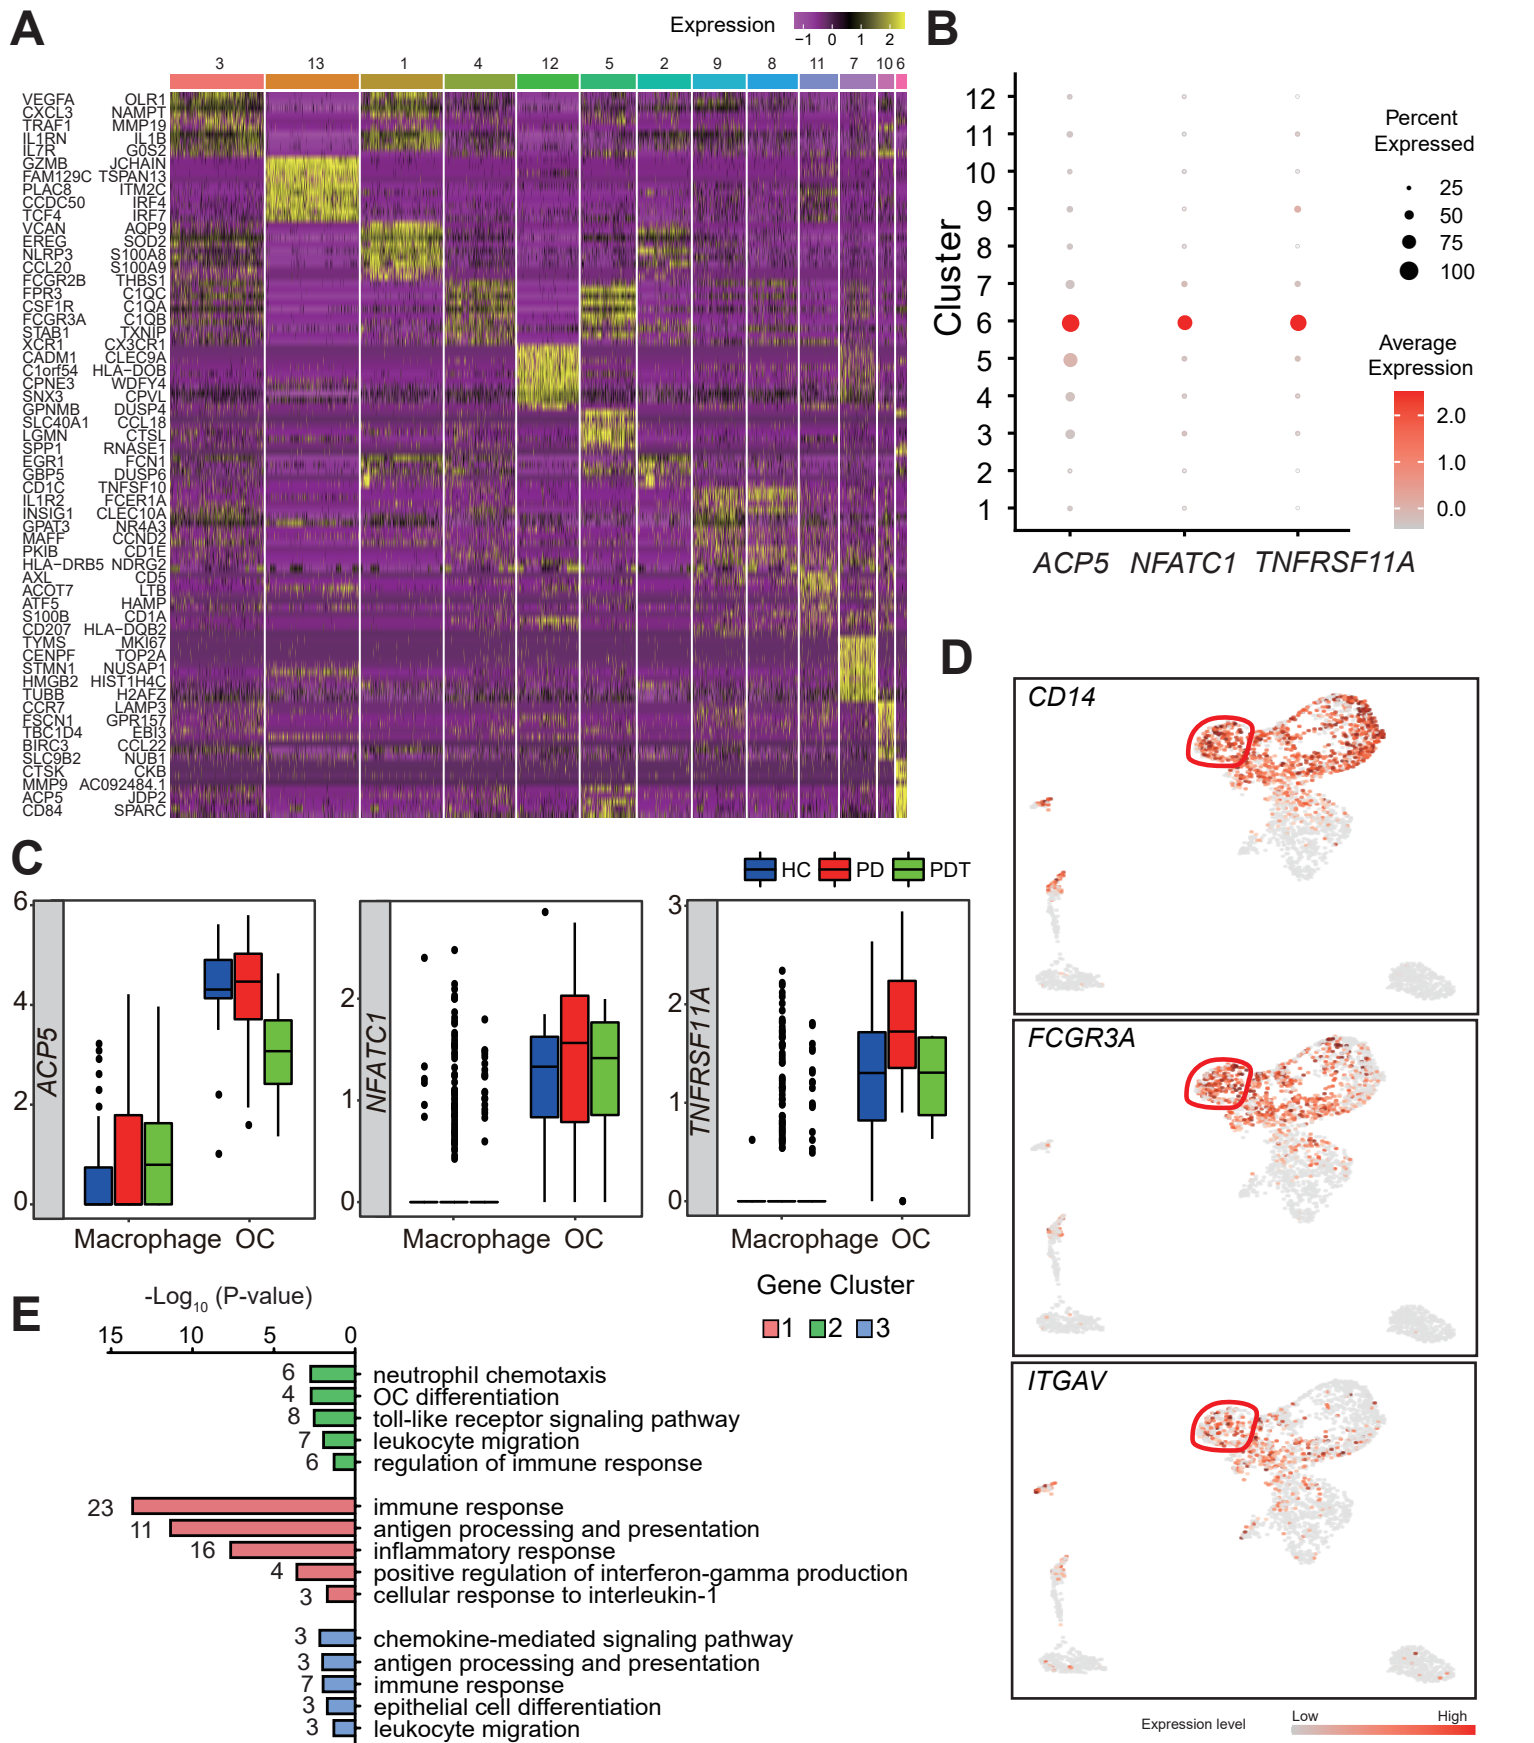 A
Expression
−1 0 1 2
3 13 1 4 12 5 2 9 8 11 7 10 6
VEGFA OLR1
CXCL3 NAMPT
TRAF1 MMP19
IL1RN IL1B
IL7R G0S2
GZMB JCHAIN
FAM129C TSPAN13
PLAC8 ITM2C
CCDC50 IRF4
TCF4 IRF7
VCAN AQP9
EREG SOD2
NLRP3 S100A8
CCL20 S100A9
FCGR2B THBS1
FPR3 C1QC
CSF1R C1QA
FCGR3A C1QB
STAB1 TXNIP
XCR1 CX3CR1
CADM1 CLEC9A
C1orf54 HLA−DOB
CPNE3 WDFY4
SNX3 CPVL
GPNMB DUSP4
SLC40A1 CCL18
LGMN CTSL
SPP1 RNASE1
EGR1 FCN1
GBP3 DUSP6
CD1C TNFSF10
IL1R2 FCER1A
INSIG1 CLEC10A
GPAT3 NR4A3
MAFF CCND2
PKIB CD1E
HLA−DRB5 NDRG2
AXL CD5
ACOT7 LTB
ATF5 HAMP
S100B CD1A
CD207 HLA−DQB2
TYMS MKI67
CENPF TOP2A
STMN1 NUSAP1
HMGB2 HIST1H4C
TUBB H2AFZ
CCR7 LAMP3
FSCN1 GPR157
TBC1D4 EBI3
BIRC3 CCL22
SLC9B2 NUB1
CTSK CKB
MMP9 AC092484.1
ACP5 JDP2
CD84 SPARC
B
Cluster
12
11
10
9
8
7
6
5
4
3
2
1
ACP5 NFATC1 TNFRSF11A
Percent
Expressed
25
50
75
100
Average
Expression
2.0
1.0
0.0
C
HC PD PDT
ACP5
6
4
2
0
Macrophage OC
NFATC1
2
1
0
Macrophage OC
TNFRSF11A
3
2
1
0
Macrophage OC
D
CD14
FCGR3A
ITGAV
Expression level
Low High
E
-Log10 (P-value)
15 10 5 0
Gene Cluster
1 2 3
6 neutrophil chemotaxis
4 OC differentiation
8 toll-like receptor signaling pathway
7 leukocyte migration
6 regulation of immune response
23 immune response
11 antigen processing and presentation
16 inflammatory response
4 positive regulation of interferon-gamma production
3 cellular response to interleukin-1
3 chemokine-mediated signaling pathway
3 antigen processing and presentation
7 immune response
3 epithelial cell differentiation
3 leukocyte migration